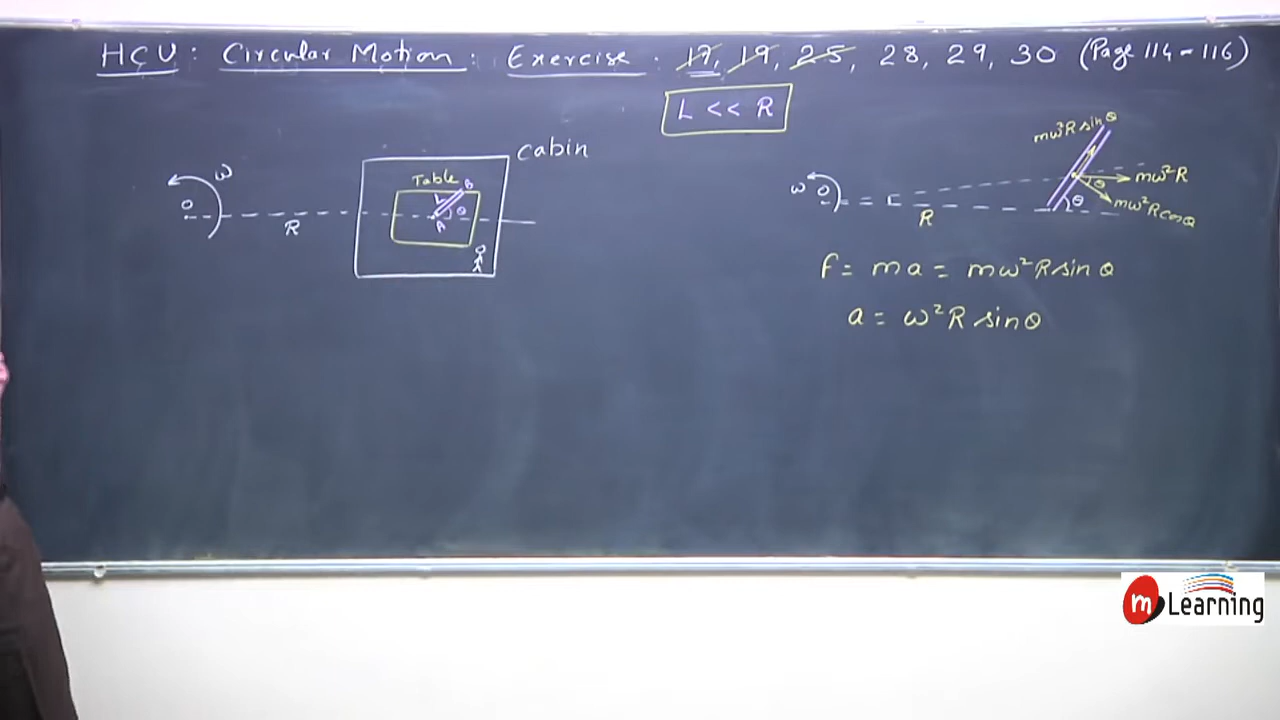 HCV : Circular Motion : Exercise : 17, 19, 25, 28, 29, 30 (Page 114 - 116)
L << R
cabin
Table
B
L
θ
A
ω
O
R
mω²R sinθ
mω²R
θ
mω²R cosθ
θ
ω
O
R
f = ma = mω²R sin θ
a = ω²R sinθ
m Learning